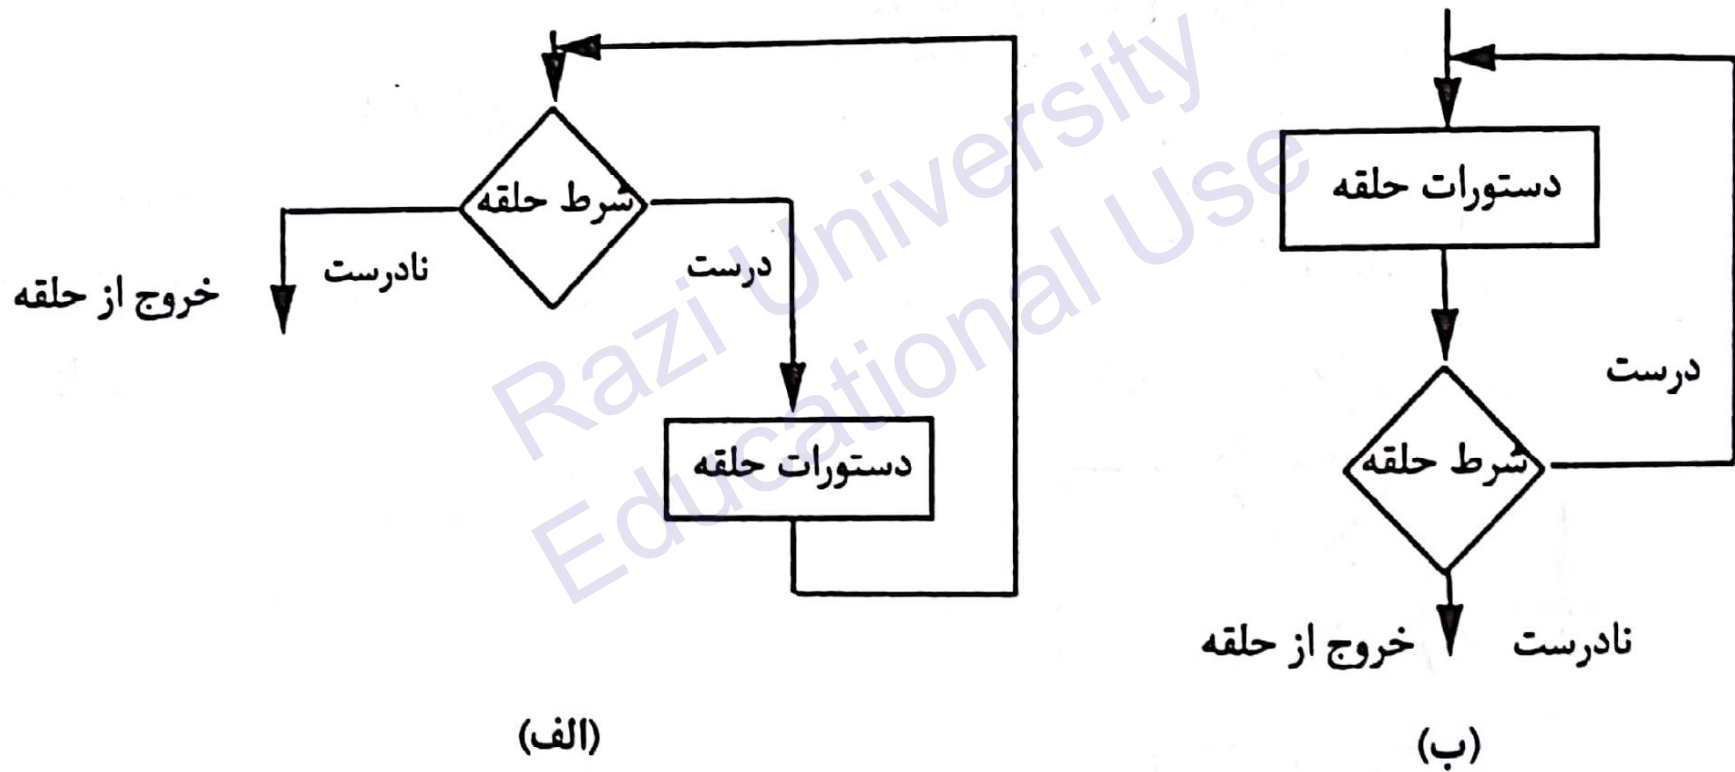 شرط حلقه
درست
نادرست
خروج از حلقه
دستورات حلقه
(الف)
دستورات حلقه
درست
شرط حلقه
نادرست
خروج از حلقه
(ب)
Razi University
Educational Use